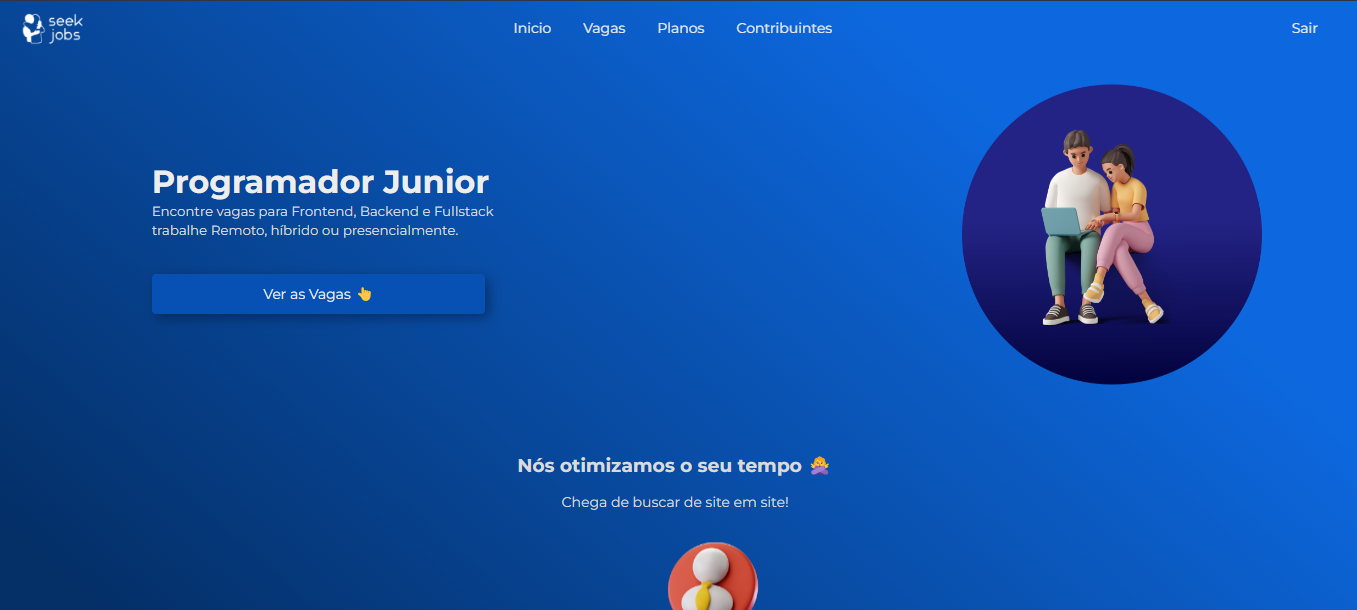 seek
jobs
Inicio
Vagas
Planos
Contribuintes
Sair
Programador Junior
Encontre vagas para Frontend, Backend e Fullstack
trabalhe Remoto, híbrido ou presencialmente.
Ver as Vagas 👆
Nós otimizamos o seu tempo 🙅
Chega de buscar de site em site!